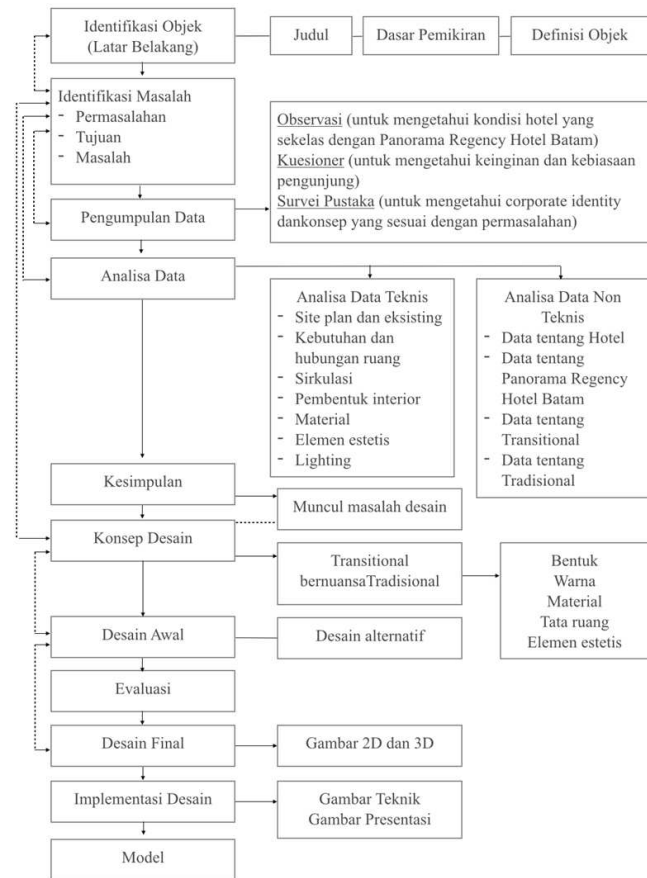 Identifikasi Objek
(Latar Belakang)
Judul
Dasar Pemikiran
Definisi Objek
Identifikasi Masalah
- Permasalahan
- Tujuan
- Masalah
Observasi (untuk mengetahui kondisi hotel yang
sekelas dengan Panorama Regency Hotel Batam)
Kuesioner (untuk mengetahui keinginan dan kebiasaan
pengunjung)
Survei Pustaka (untuk mengetahui corporate identity
dankonsep yang sesuai dengan permasalahan)
Pengumpulan Data
Analisa Data
Analisa Data Teknis
- Site plan dan eksisting
- Kebutuhan dan
hubungan ruang
- Sirkulasi
- Pembentuk interior
- Material
- Elemen estetis
- Lighting
Analisa Data Non
Teknis
- Data tentang Hotel
- Data tentang
Panorama Regency
Hotel Batam
- Data tentang
Transitional
- Data tentang
Tradisional
Kesimpulan
Muncul masalah desain
Konsep Desain
Transitional
bernuansaTradisional
Bentuk
Warna
Material
Tata ruang
Elemen estetis
Desain Awal
Desain alternatif
Evaluasi
Desain Final
Gambar 2D dan 3D
Implementasi Desain
Gambar Teknik
Gambar Presentasi
Model